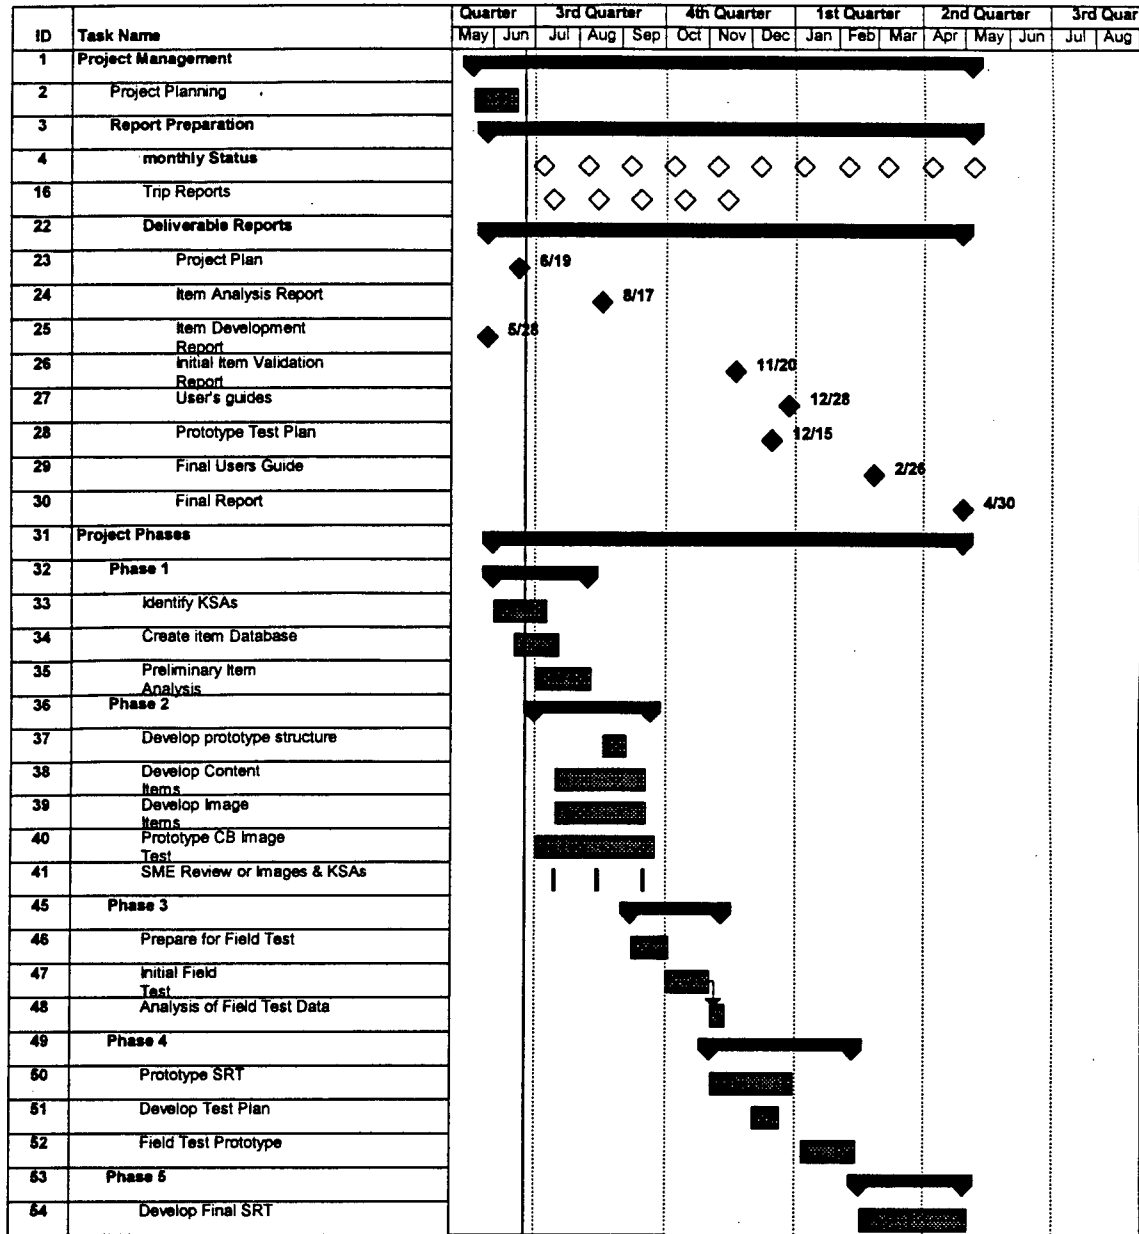 Quarter 3rd Quarter 4th Quarter 1st Quarter 2nd Quarter 3rd Quar
ID Task Name May Jun Jul Aug Sep Oct Nov Dec Jan Feb Mar Apr May Jun Jul Aug
1 Project Management
2 Project Planning
3 Report Preparation
4 monthly Status
16 Trip Reports
22 Deliverable Reports
23 Project Plan 6/19
24 Item Analysis Report 8/17
25 Item Development
Report 5/28
26 Initial Item Validation
Report 11/20
27 User's guides 12/28
28 Prototype Test Plan 12/15
29 Final Users Guide 2/26
30 Final Report 4/30
31 Project Phases
32 Phase 1
33 Identify KSAs
34 Create item Database
35 Preliminary Item
Analysis
36 Phase 2
37 Develop prototype structure
38 Develop Content
Items
39 Develop Image
Items
40 Prototype CB Image
Test
41 SME Review or Images & KSAs
45 Phase 3
46 Prepare for Field Test
47 Initial Field
Test
48 Analysis of Field Test Data
49 Phase 4
50 Prototype SRT
51 Develop Test Plan
52 Field Test Prototype
53 Phase 5
54 Develop Final SRT